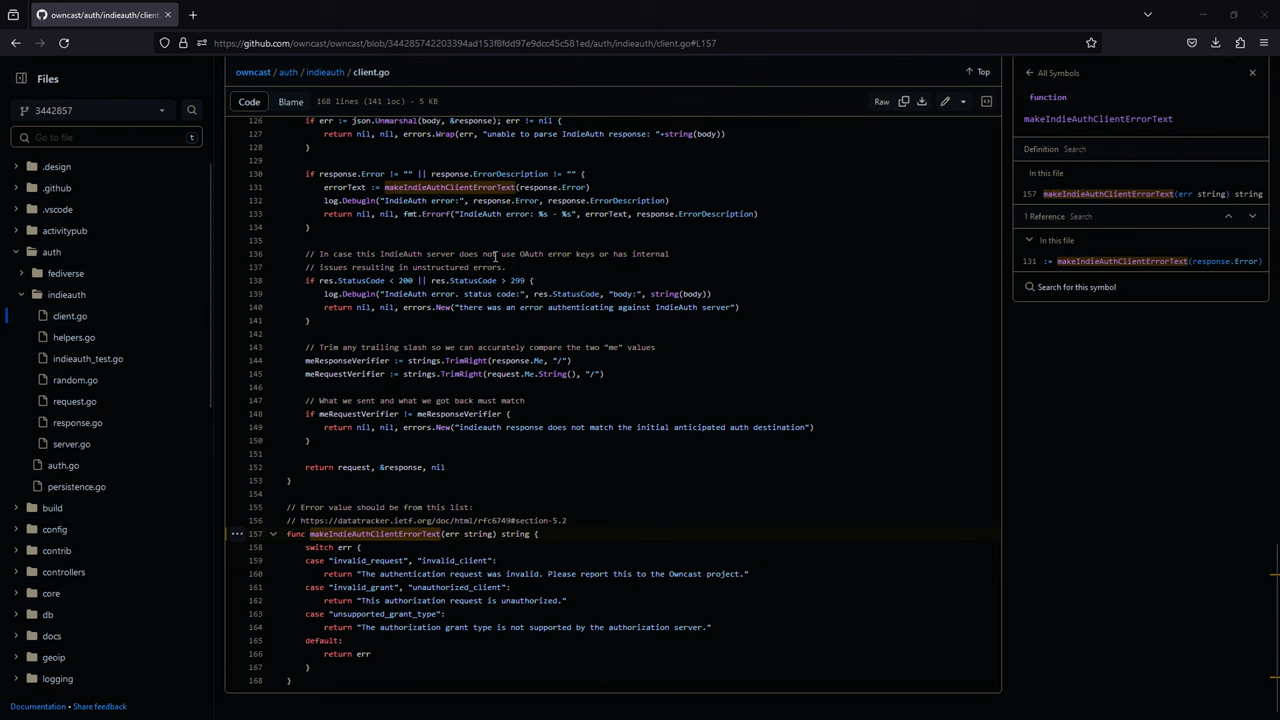 owncast/auth/indieauth/client.
https://github.com/owncast/owncast/blob/344285742203394ad153f8fdd97e9dcc45c581ed/auth/indieauth/client.go#L157
Files
3442857
Go to file
t
.design
.github
.vscode
activitypub
auth
fediverse
indieauth
client.go
helpers.go
indieauth_test.go
random.go
request.go
response.go
server.go
auth.go
persistence.go
build
config
contrib
controllers
core
db
docs
geoip
logging
Documentation • Share feedback
owncast / auth / indieauth / client.go
Top
Code
Blame
168 lines (141 loc) · 5 KB
Raw
126 if err := json.Unmarshal(body, &response); err != nil {
127 return nil, nil, errors.Wrap(err, "unable to parse IndieAuth response: "+string(body))
128 }
129
130 if response.Error != "" || response.ErrorDescription != "" {
131 errorText := makeIndieAuthClientErrorText(response.Error)
132 log.Debugln("IndieAuth error:", response.Error, response.ErrorDescription)
133 return nil, nil, fmt.Errorf("IndieAuth error: %s - %s", errorText, response.ErrorDescription)
134 }
135
136 // In case this IndieAuth server does not use OAuth error keys or has internal
137 // issues resulting in unstructured errors.
138 if res.StatusCode < 200 || res.StatusCode > 299 {
139 log.Debugln("IndieAuth error. status code:", res.StatusCode, "body:", string(body))
140 return nil, nil, errors.New("there was an error authenticating against IndieAuth server")
141 }
142
143 // Trim any trailing slash so we can accurately compare the two "me" values
144 meResponseVerifier := strings.TrimRight(response.Me, "/")
145 meRequestVerifier := strings.TrimRight(request.Me.String(), "/")
146
147 // What we sent and what we got back must match
148 if meRequestVerifier != meResponseVerifier {
149 return nil, nil, errors.New("indieauth response does not match the initial anticipated auth destination")
150 }
151
152 return request, &response, nil
153 }
154
155 // Error value should be from this list:
156 // https://datatracker.ietf.org/doc/html/rfc6749#section-5.2
157 func makeIndieAuthClientErrorText(err string) string {
158 switch err {
159 case "invalid_request", "invalid_client":
160 return "The authentication request was invalid. Please report this to the Owncast project."
161 case "invalid_grant", "unauthorized_client":
162 return "This authorization request is unauthorized."
163 case "unsupported_grant_type":
164 return "The authorization grant type is not supported by the authorization server."
165 default:
166 return err
167 }
168 }
All Symbols
function
makeIndieAuthClientErrorText
Definition Search
In this file
157 makeIndieAuthClientErrorText(err string) string
1 Reference Search
In this file
131 := makeIndieAuthClientErrorText(response.Error)
Search for this symbol